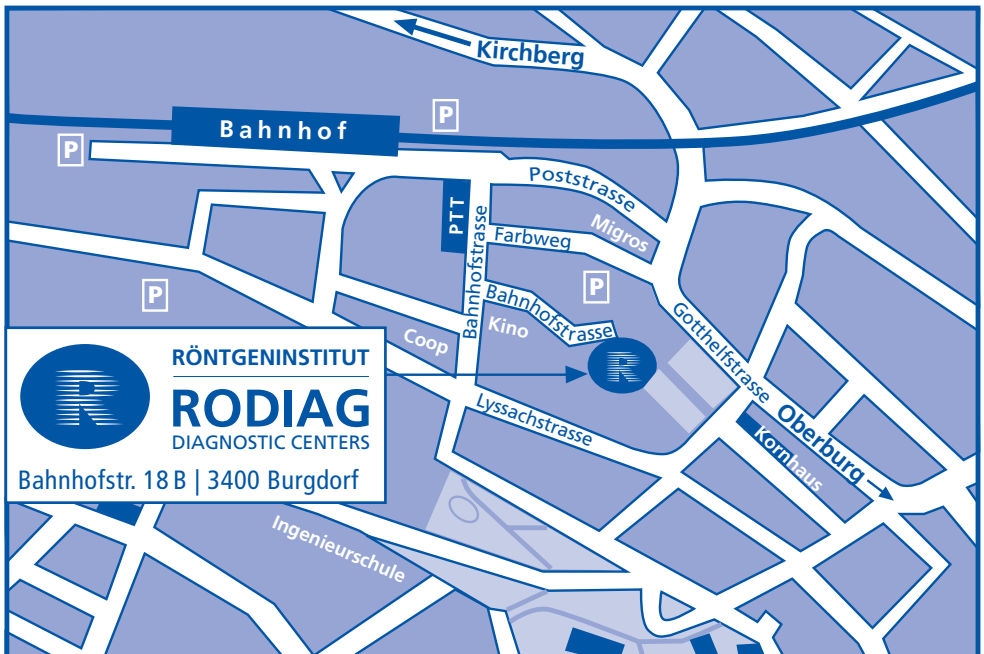 Kirchberg
P
Bahnhof
P
Poststrasse
PTT
Bahnhofstrasse
Migros
Farbweg
P
P
Bahnhofstrasse
Kino
Coop
Gotthelfstrasse
R
RÖNTGENINSTITUT
RODIAG
DIAGNOSTIC CENTERS
Bahnhofstr. 18 B | 3400 Burgdorf
R
Lyssachstrasse
Oberburg
Kornhaus
Ingenieurschule